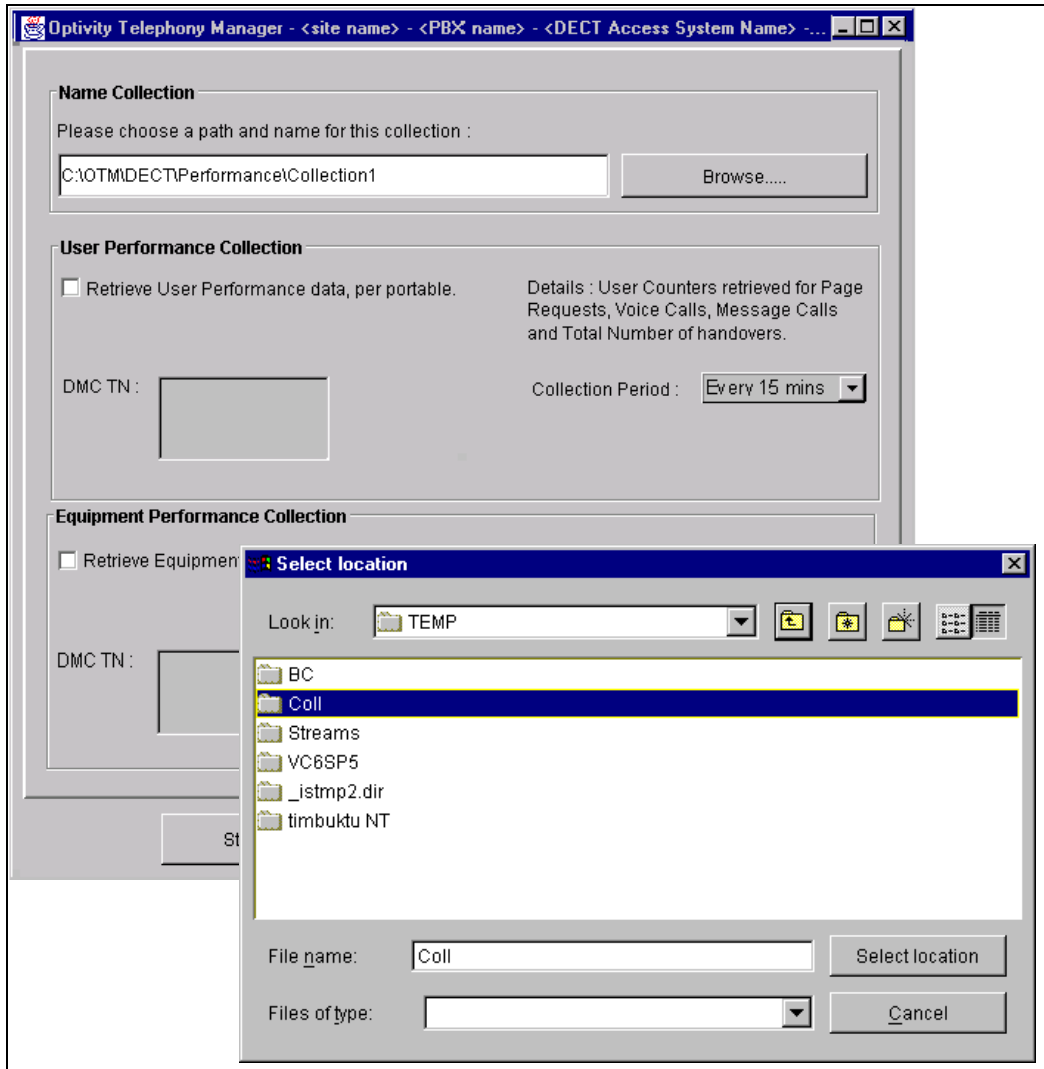 Optivity Telephony Manager - <site name> - <PBX name> - <DECT Access System Name> -...
Name Collection
Please choose a path and name for this collection :
C:\OTM\DECT\Performance\Collection1
Browse.....
User Performance Collection
Retrieve User Performance data, per portable.
Details : User Counters retrieved for Page
Requests, Voice Calls, Message Calls
and Total Number of handovers.
DMC TN :
Collection Period :
Every 15 mins
Equipment Performance Collection
Retrieve Equipment
DMC TN :
St
Select location
Look in:
TEMP
BC
Coll
Streams
VC6SP5
_istmp2.dir
timbuktu NT
File name:
Coll
Select location
Files of type:
Cancel